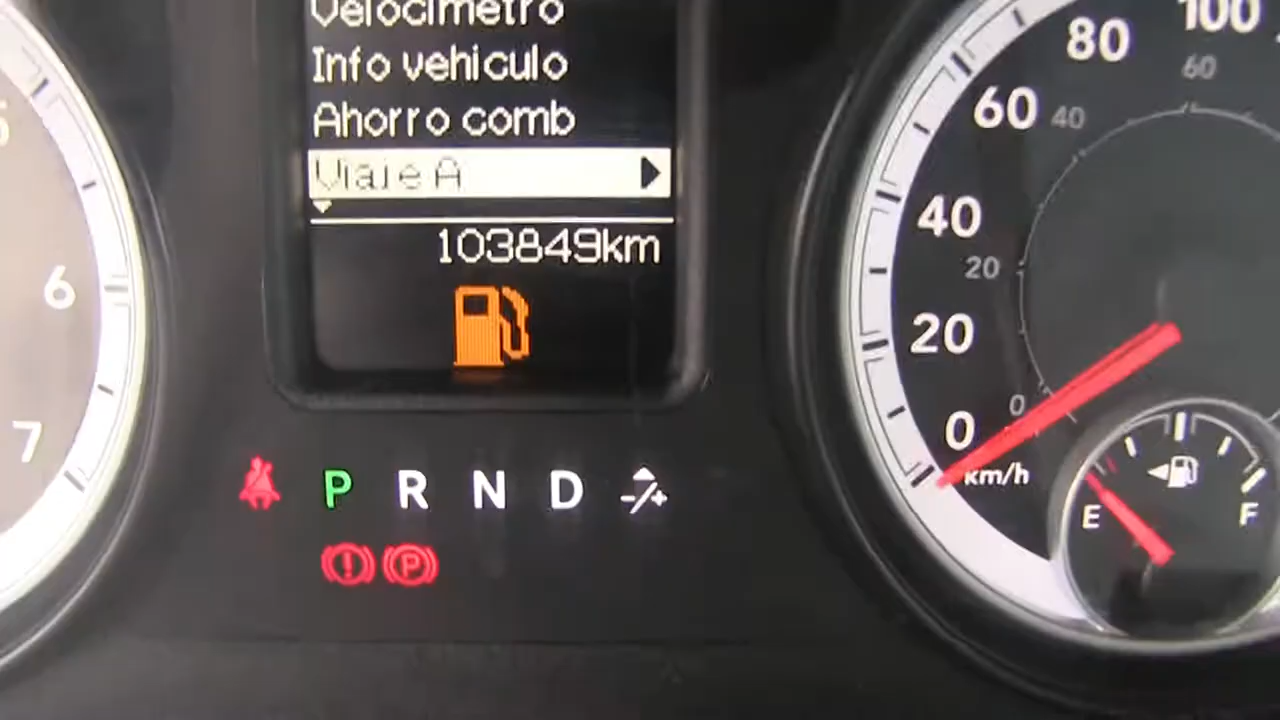 Velocimetro
Info vehiculo
Ahorro comb
Viaje A
103849km
P R N D -/+
! P
5
6
7
0
20
40
60
80
100
0
20
40
60
km/h
E F